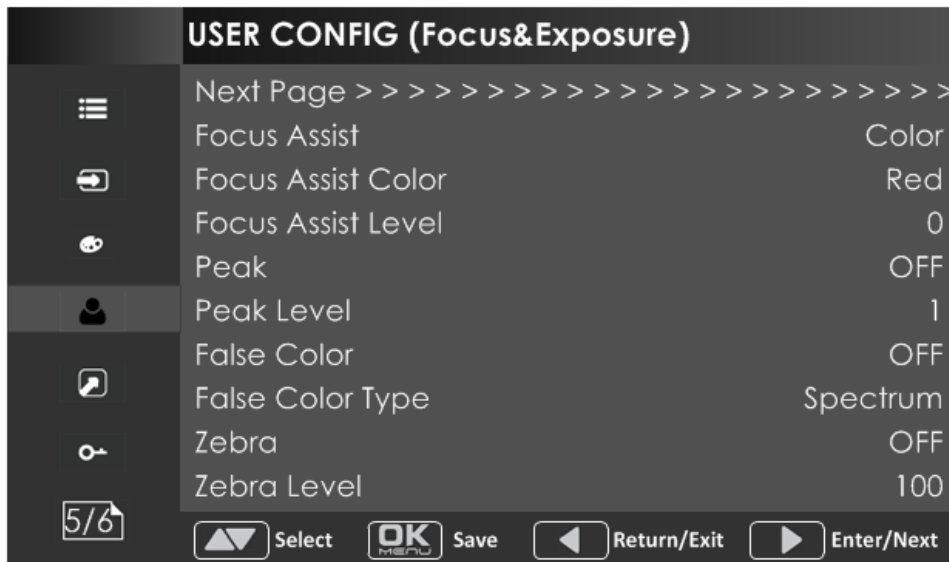 USER CONFIG (Focus&Exposure)
Next Page > > > > > > > > > > > > > > > > > > > > > > >
Focus Assist Color
Focus Assist Color Red
Focus Assist Level 0
Peak OFF
Peak Level 1
False Color OFF
False Color Type Spectrum
Zebra OFF
Zebra Level 100
5/6
Select OK MENU Save Return/Exit Enter/Next